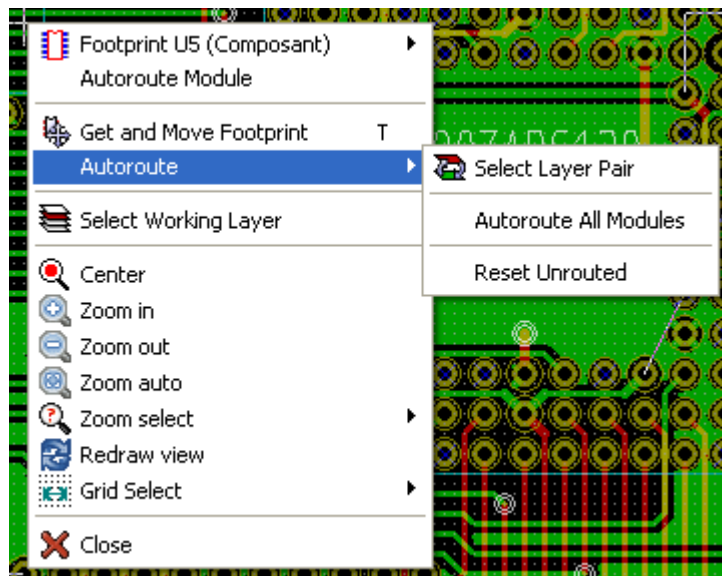 Footprint U5 (Composant)
Autoroute Module
Get and Move Footprint T
Autoroute
Select Layer Pair
Select Working Layer
Autoroute All Modules
Reset Unrouted
Center
Zoom in
Zoom out
Zoom auto
Zoom select
Redraw view
Grid Select
Close